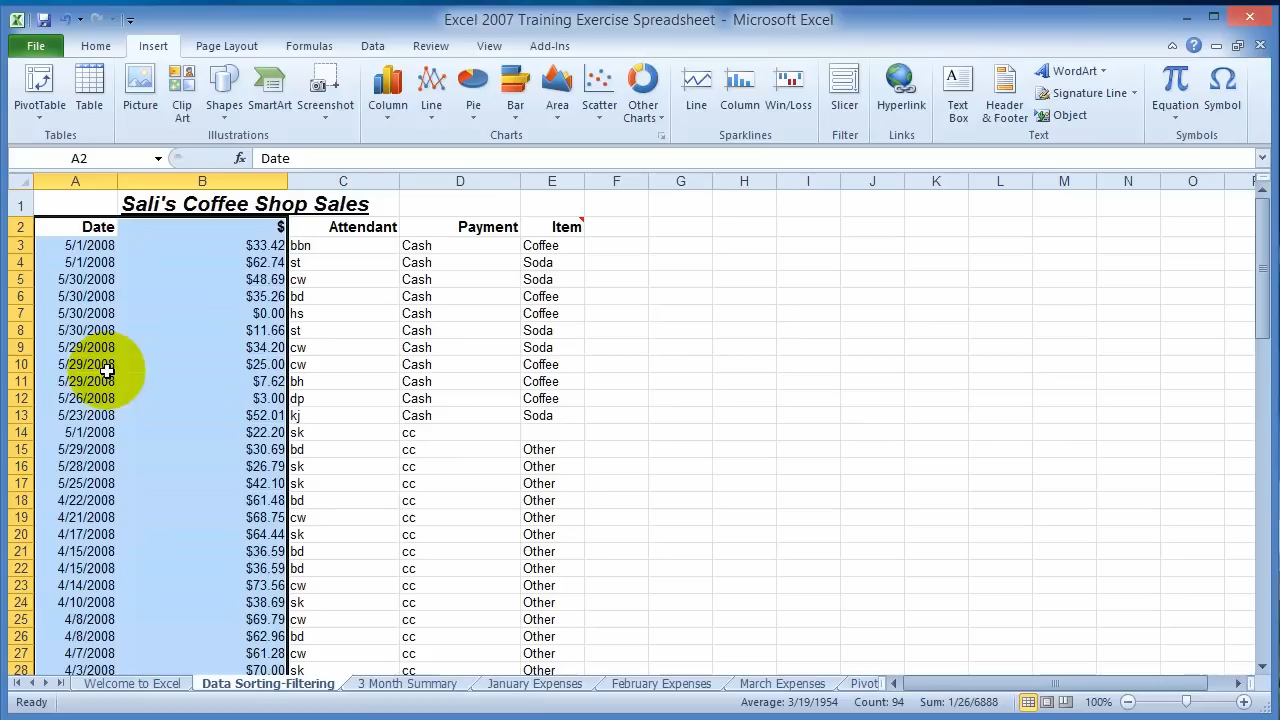 Excel 2007 Training Exercise Spreadsheet - Microsoft Excel
File Home Insert Page Layout Formulas Data Review View Add-Ins
PivotTable Table Picture Clip Art Shapes SmartArt Screenshot Column Line Pie Bar Area Scatter Other Charts Line Column Win/Loss Slicer Hyperlink Text Box Header & Footer WordArt Signature Line Object Equation Symbol
Tables Illustrations Charts Sparklines Filter Links Text Symbols
A2 fx Date
A B C D E F G H I J K L M N O
1 Sali's Coffee Shop Sales
2 Date $ Attendant Payment Item
3 5/1/2008 $33.42 bbn Cash Coffee
4 5/1/2008 $62.74 st Cash Soda
5 5/30/2008 $48.69 cw Cash Soda
6 5/30/2008 $35.26 bd Cash Coffee
7 5/30/2008 $0.00 hs Cash Coffee
8 5/30/2008 $11.66 st Cash Soda
9 5/29/2008 $34.20 cw Cash Soda
10 5/29/2008 $25.00 cw Cash Coffee
11 5/29/2008 $7.62 bh Cash Coffee
12 5/26/2008 $3.00 dp Cash Coffee
13 5/23/2008 $52.01 kj Cash Soda
14 5/1/2008 $22.20 sk cc
15 5/29/2008 $30.69 bd cc Other
16 5/28/2008 $26.79 sk cc Other
17 5/25/2008 $42.10 sk cc Other
18 4/22/2008 $61.48 bd cc Other
19 4/21/2008 $68.75 cw cc Other
20 4/17/2008 $64.44 sk cc Other
21 4/15/2008 $36.59 bd cc Other
22 4/15/2008 $36.59 bd cc Other
23 4/14/2008 $73.56 cw cc Other
24 4/10/2008 $38.69 sk cc Other
25 4/8/2008 $69.79 cw cc Other
26 4/8/2008 $62.96 bd cc Other
27 4/7/2008 $61.28 cw cc Other
28 4/3/2008 $70.00 sk cc Other
Welcome to Excel Data Sorting-Filtering 3 Month Summary January Expenses February Expenses March Expenses Pivot
Ready Average: 3/19/1954 Count: 94 Sum: 1/26/6888 100%